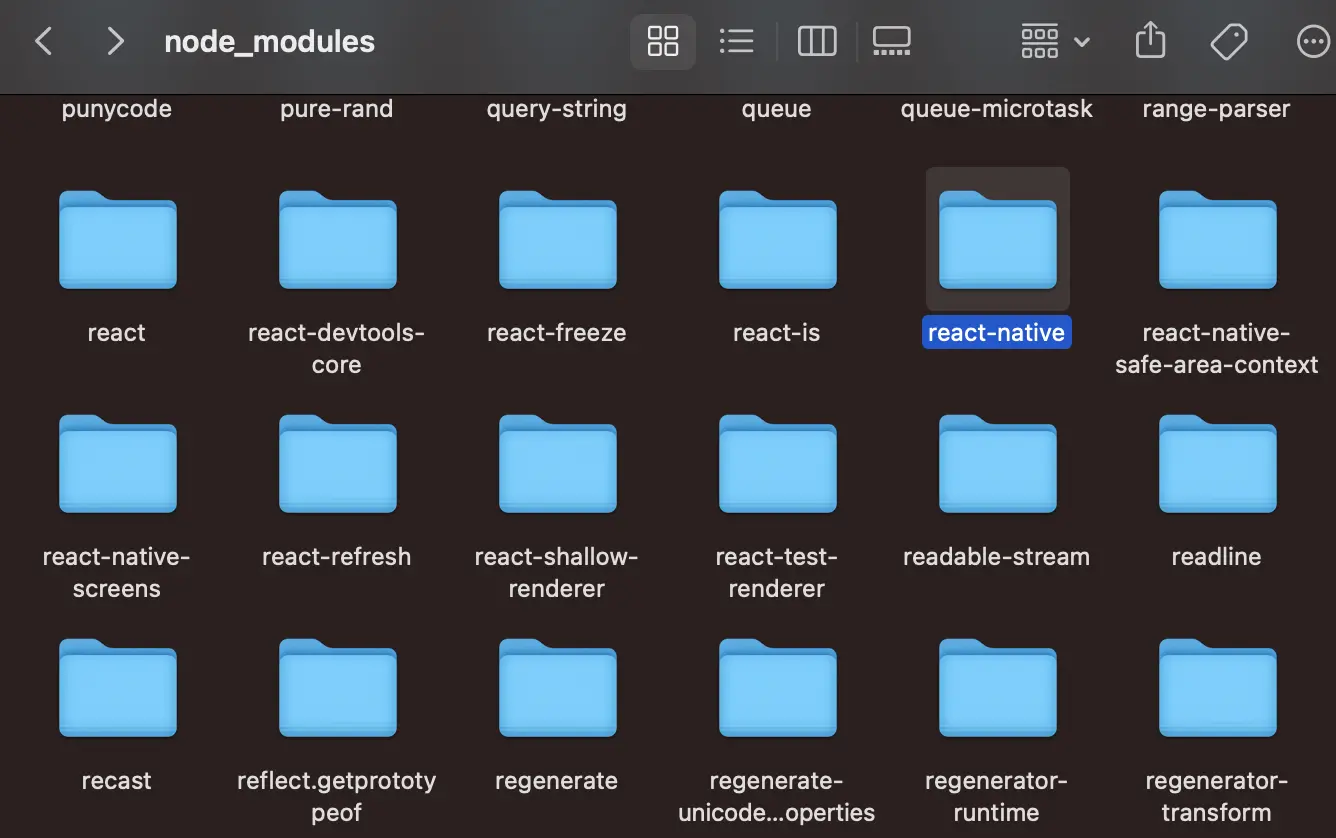 node_modules
punycode
pure-rand
query-string
queue
queue-microtask
range-parser
react
react-devtools-
core
react-freeze
react-is
react-native
react-native-
safe-area-context
react-native-
screens
react-refresh
react-shallow-
renderer
react-test-
renderer
readable-stream
readline
recast
reflect.getprototy
peof
regenerate
regenerate-
unicode...operties
regenerator-
runtime
regenerator-
transform